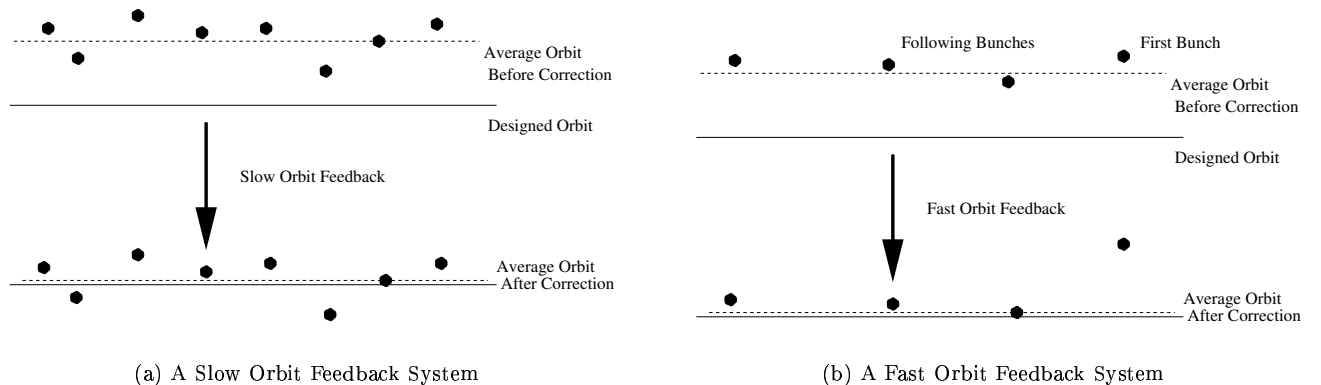 Average Orbit
Before Correction
Designed Orbit
Slow Orbit Feedback
Average Orbit
After Correction
(a) A Slow Orbit Feedback System
Following Bunches
First Bunch
Average Orbit
Before Correction
Designed Orbit
Fast Orbit Feedback
Average Orbit
After Correction
(b) A Fast Orbit Feedback System